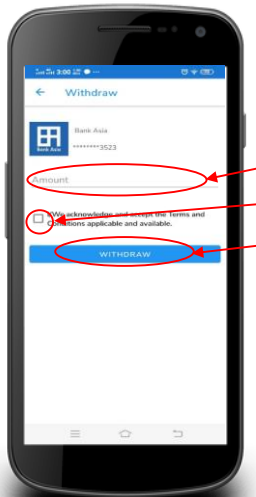 3:06
Withdraw
Bank Asia
Bank Asia
********3523
Amount
I/We acknowledge and accept the Terms and
Conditions applicable and available.
WITHDRAW